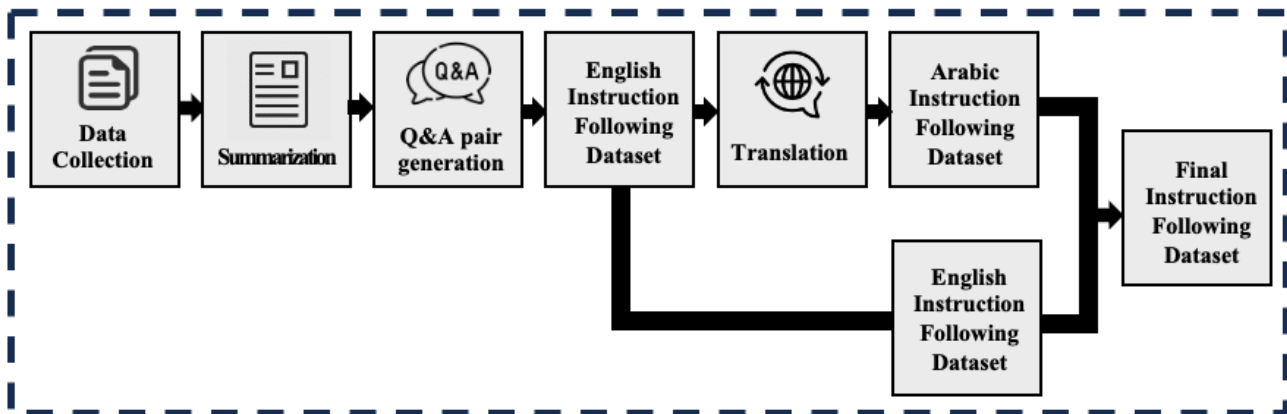 Data
Collection
Summarization
Q&A
Q&A pair
generation
English
Instruction
Following
Dataset
Translation
Arabic
Instruction
Following
Dataset
Final
Instruction
Following
Dataset
English
Instruction
Following
Dataset